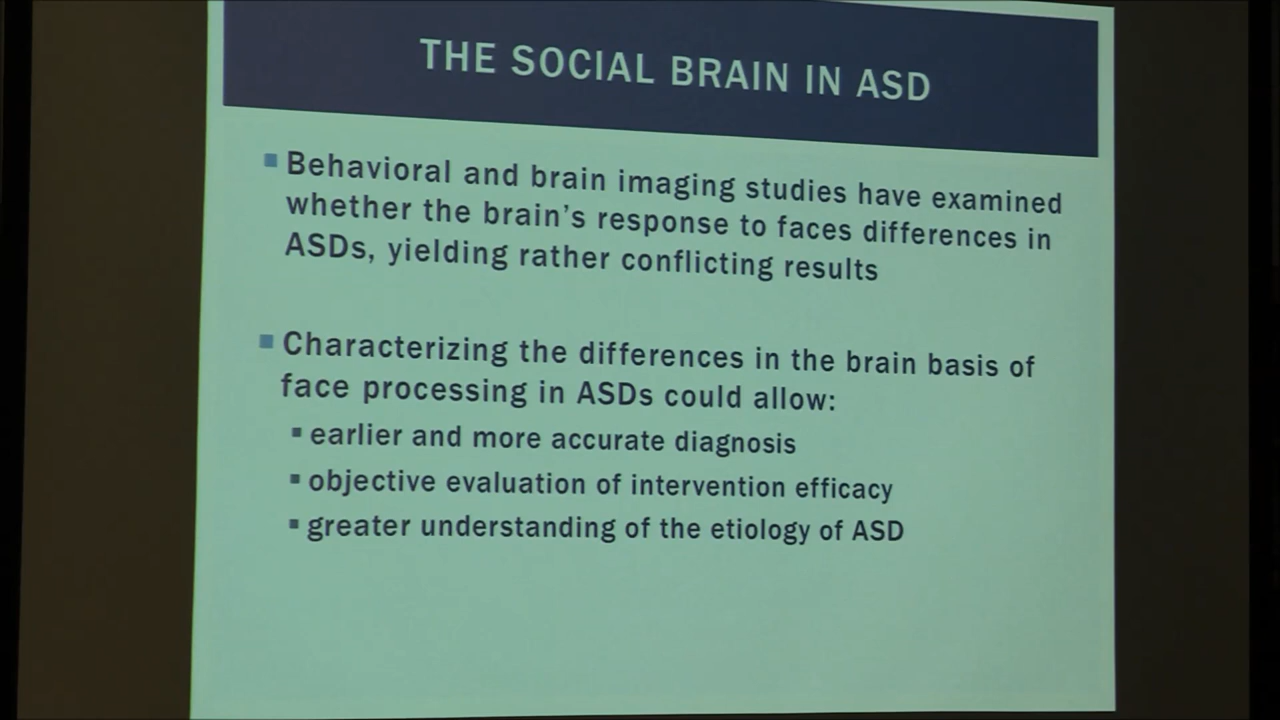 THE SOCIAL BRAIN IN ASD
Behavioral and brain imaging studies have examined
whether the brain's response to faces differences in
ASDs, yielding rather conflicting results
Characterizing the differences in the brain basis of
face processing in ASDs could allow:
earlier and more accurate diagnosis
objective evaluation of intervention efficacy
greater understanding of the etiology of ASD